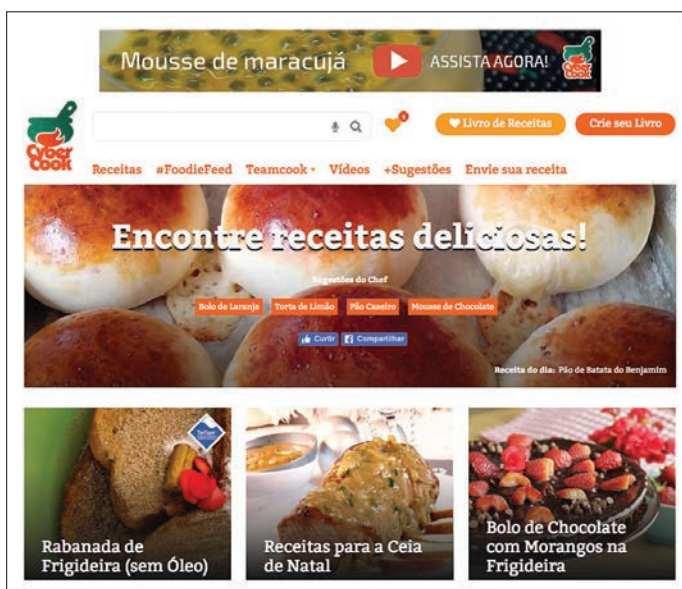 Mousse de maracujá
ASSISTA AGORA!
Cyber Cook
Cyber
Cook
1
Livro de Receitas
Crie seu Livro
Receitas #FoodieFeed Teamcook Vídeos +Sugestões Envie sua receita
Encontre receitas deliciosas!
Sugestões do Chef
Bolo de Laranja Torta de Limão Pão Caseiro Mousse de Chocolate
Curtir Compartilhar
Receita do dia: Pão de Batata do Benjamim
Rabanada de
Frigideira (sem Óleo)
Receitas para a Ceia
de Natal
Bolo de Chocolate
com Morangos na
Frigideira